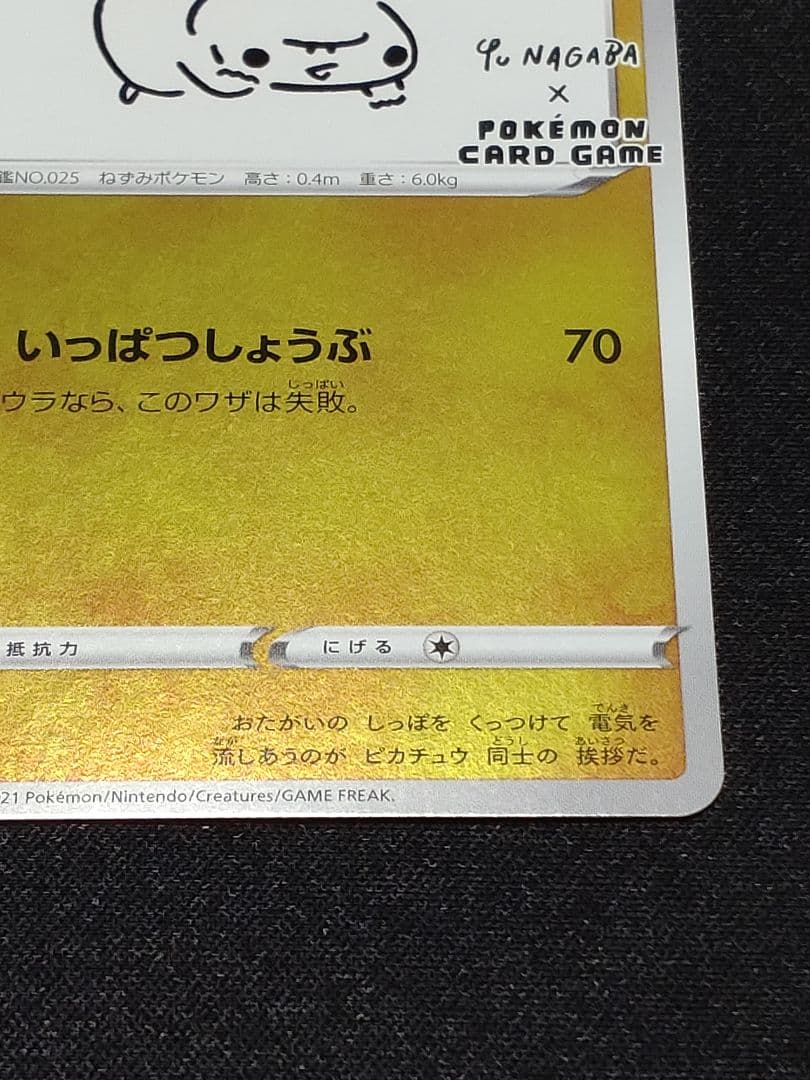 Yu NAGABA
×
POKÉMON
CARD GAME
鑑NO.025 ねずみポケモン 高さ:0.4m 重さ:6.0kg
いっぱつしょうぶ 70
しっぱい
ウラなら、このワザは失敗。
抵抗力 にげる
でんき
おたがいの しっぽを くっつけて 電気を
なが どうし あいさつ
流しあうのが ピカチュウ 同士の 挨拶だ。
21 Pokémon/Nintendo/Creatures/GAME FREAK.